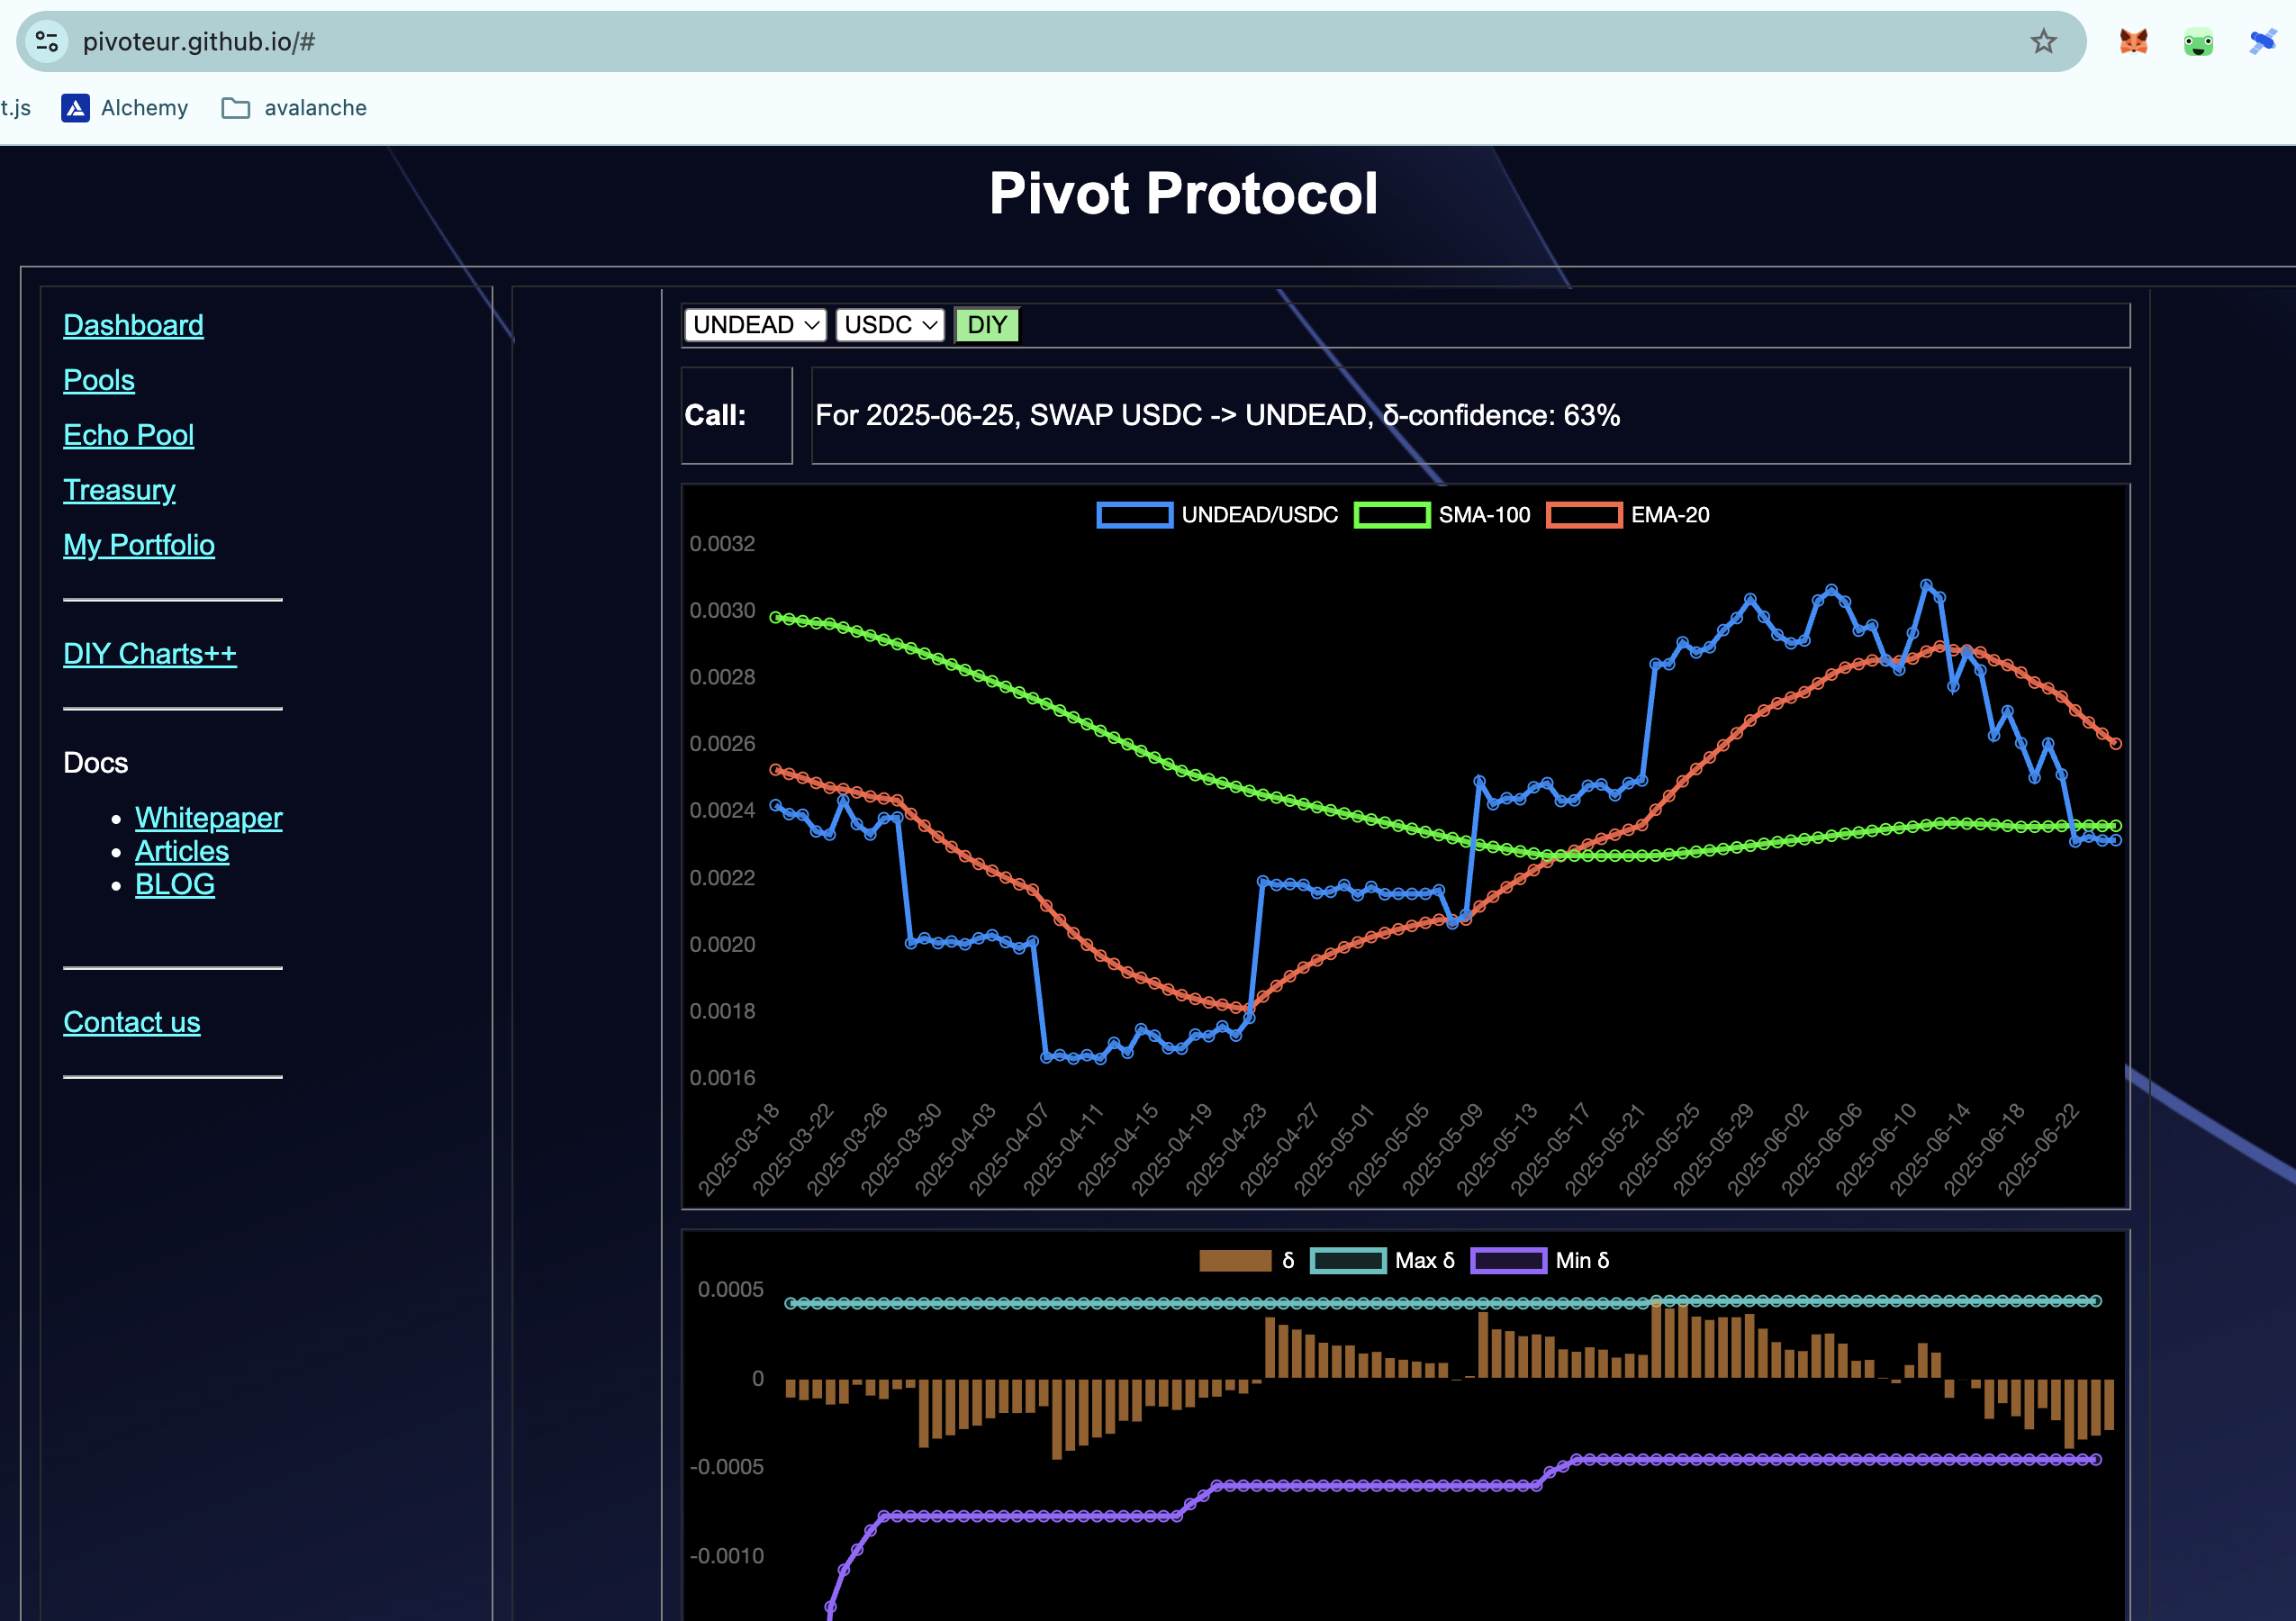 pivoteur.github.io/#
t.js Alchemy avalanche
Pivot Protocol
Dashboard
Pools
Echo Pool
Treasury
My Portfolio
DIY Charts++
Docs
Whitepaper
Articles
BLOG
Contact us
UNDEAD USDC DIY
Call: For 2025-06-25, SWAP USDC -> UNDEAD, δ-confidence: 63%
UNDEAD/USDC SMA-100 EMA-20
0.0032
0.0030
0.0028
0.0026
0.0024
0.0022
0.0020
0.0018
0.0016
2025-03-18
2025-03-22
2025-03-26
2025-03-30
2025-04-03
2025-04-07
2025-04-11
2025-04-15
2025-04-19
2025-04-23
2025-04-27
2025-05-01
2025-05-05
2025-05-09
2025-05-13
2025-05-17
2025-05-21
2025-05-25
2025-05-29
2025-06-02
2025-06-06
2025-06-10
2025-06-14
2025-06-18
2025-06-22
δ Max δ Min δ
0.0005
0
-0.0005
-0.0010